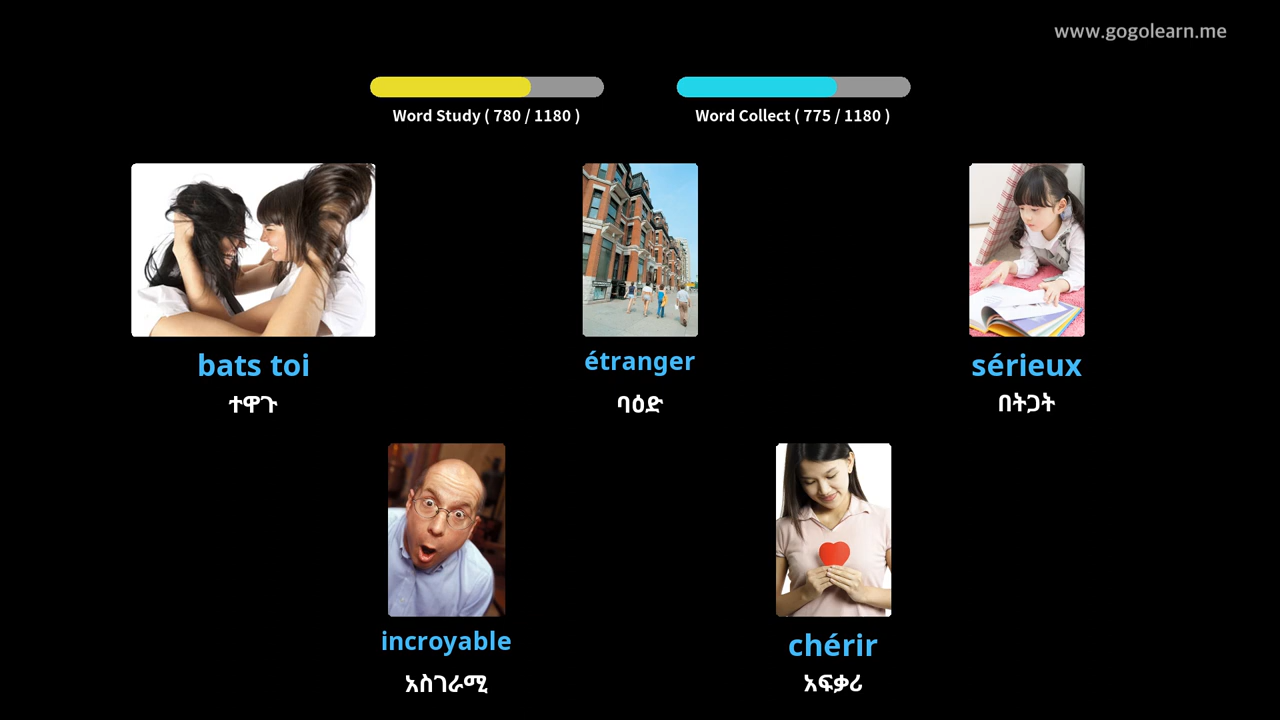 www.gogolearn.me
Word Study ( 780 / 1180 )
Word Collect ( 775 / 1180 )
bats toi
ተዋጉ
étranger
ባዕድ
sérieux
በትጋት
incroyable
አስገራሚ
chérir
አፍቃሪ